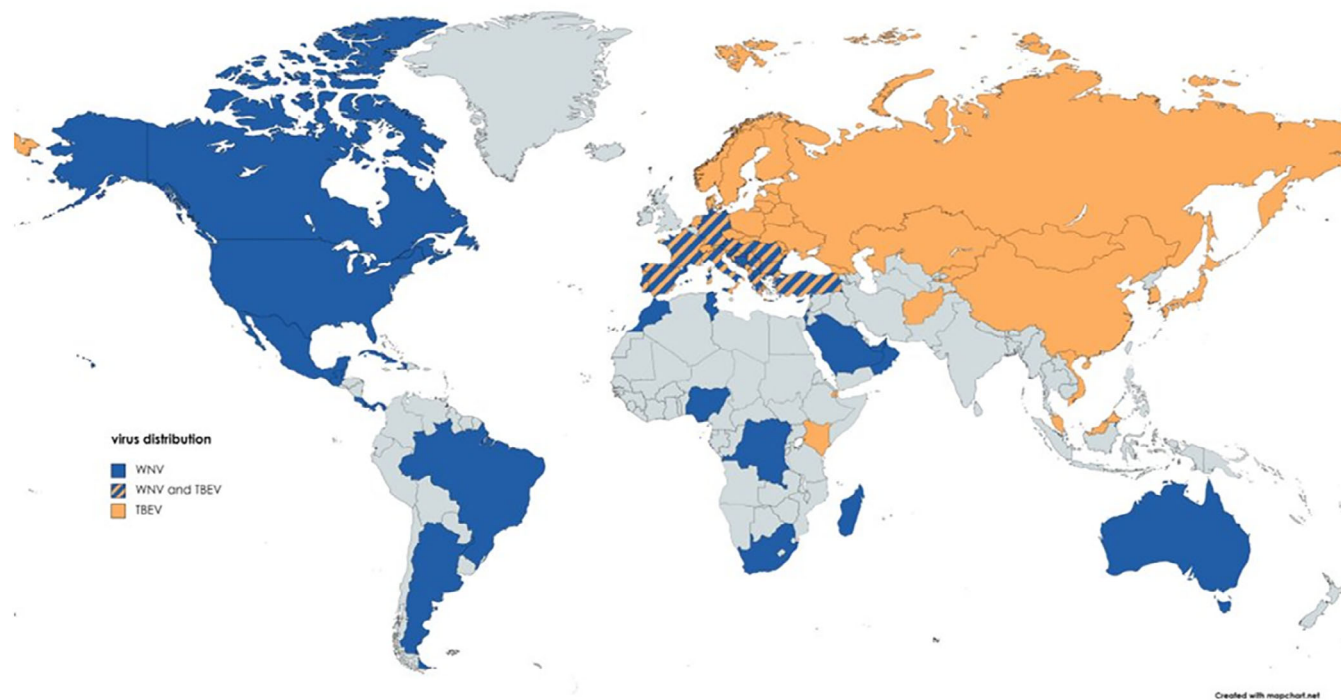 virus distribution
WNV
WNV and TBEV
TBEV
Created with mapchart.net